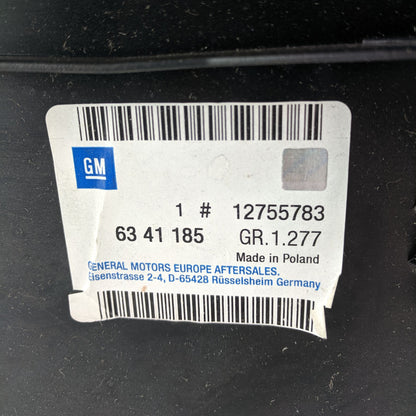 GM
1 # 12755783
63 41 185 GR.1.277
Made in Poland
GENERAL MOTORS EUROPE AFTERSALES.
Eisenstrasse 2-4, D-65428 Rüsselsheim Germany